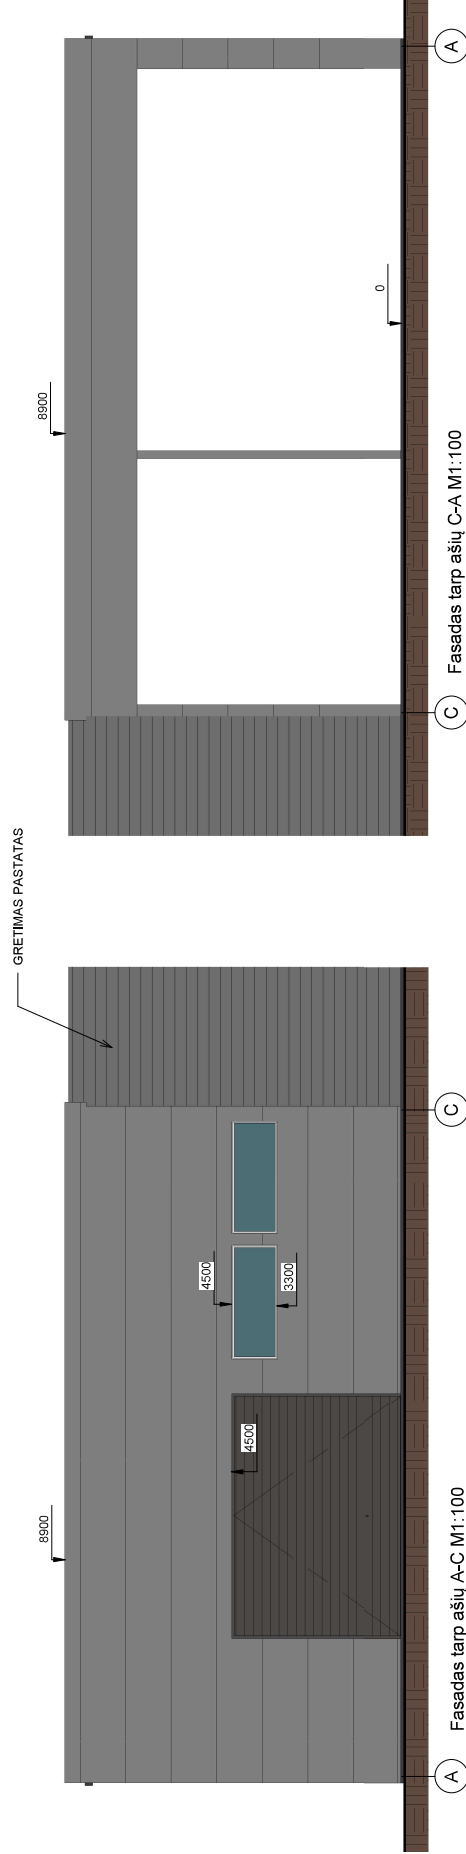 8900
4500
4500
3300
A
C
Fasadas tarp ašių A-C M1:100
GRETIMAS PASTATAS
8900
0
C
A
Fasadas tarp ašių C-A M1:100